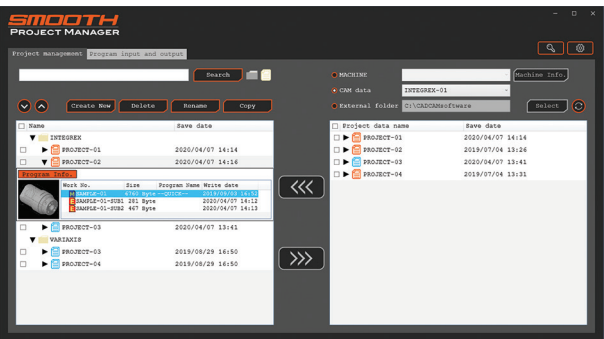 SMOOTH
PROJECT MANAGER
Project management Program input and output
Search
MACHINE Machine Info.
CAM data INTEGREX-01
Create New Delete Rename Copy
External folder C:\CADCAMsoftware Select
Name Save date
Project data name Save date
INTEGREX
PROJECT-01 2020/04/07 14:14
PROJECT-02 2020/04/07 14:16
Program Info.
Work No. Size Program Name Write date
M SAMPLE-01 6760 Byte --QUICK-- 2019/09/03 16:52
E SAMPLE-01-SUB1 281 Byte 2020/04/07 14:12
E SAMPLE-01-SUB2 467 Byte 2020/04/07 14:13
PROJECT-03 2020/04/07 13:41
VARIAXIS
PROJECT-03 2019/08/29 16:50
PROJECT-04 2019/07/29 16:50
PROJECT-01 2020/04/07 14:14
PROJECT-02 2019/07/04 13:26
PROJECT-03 2020/07/02 13:41
PROJECT-04 2019/07/04 13:31